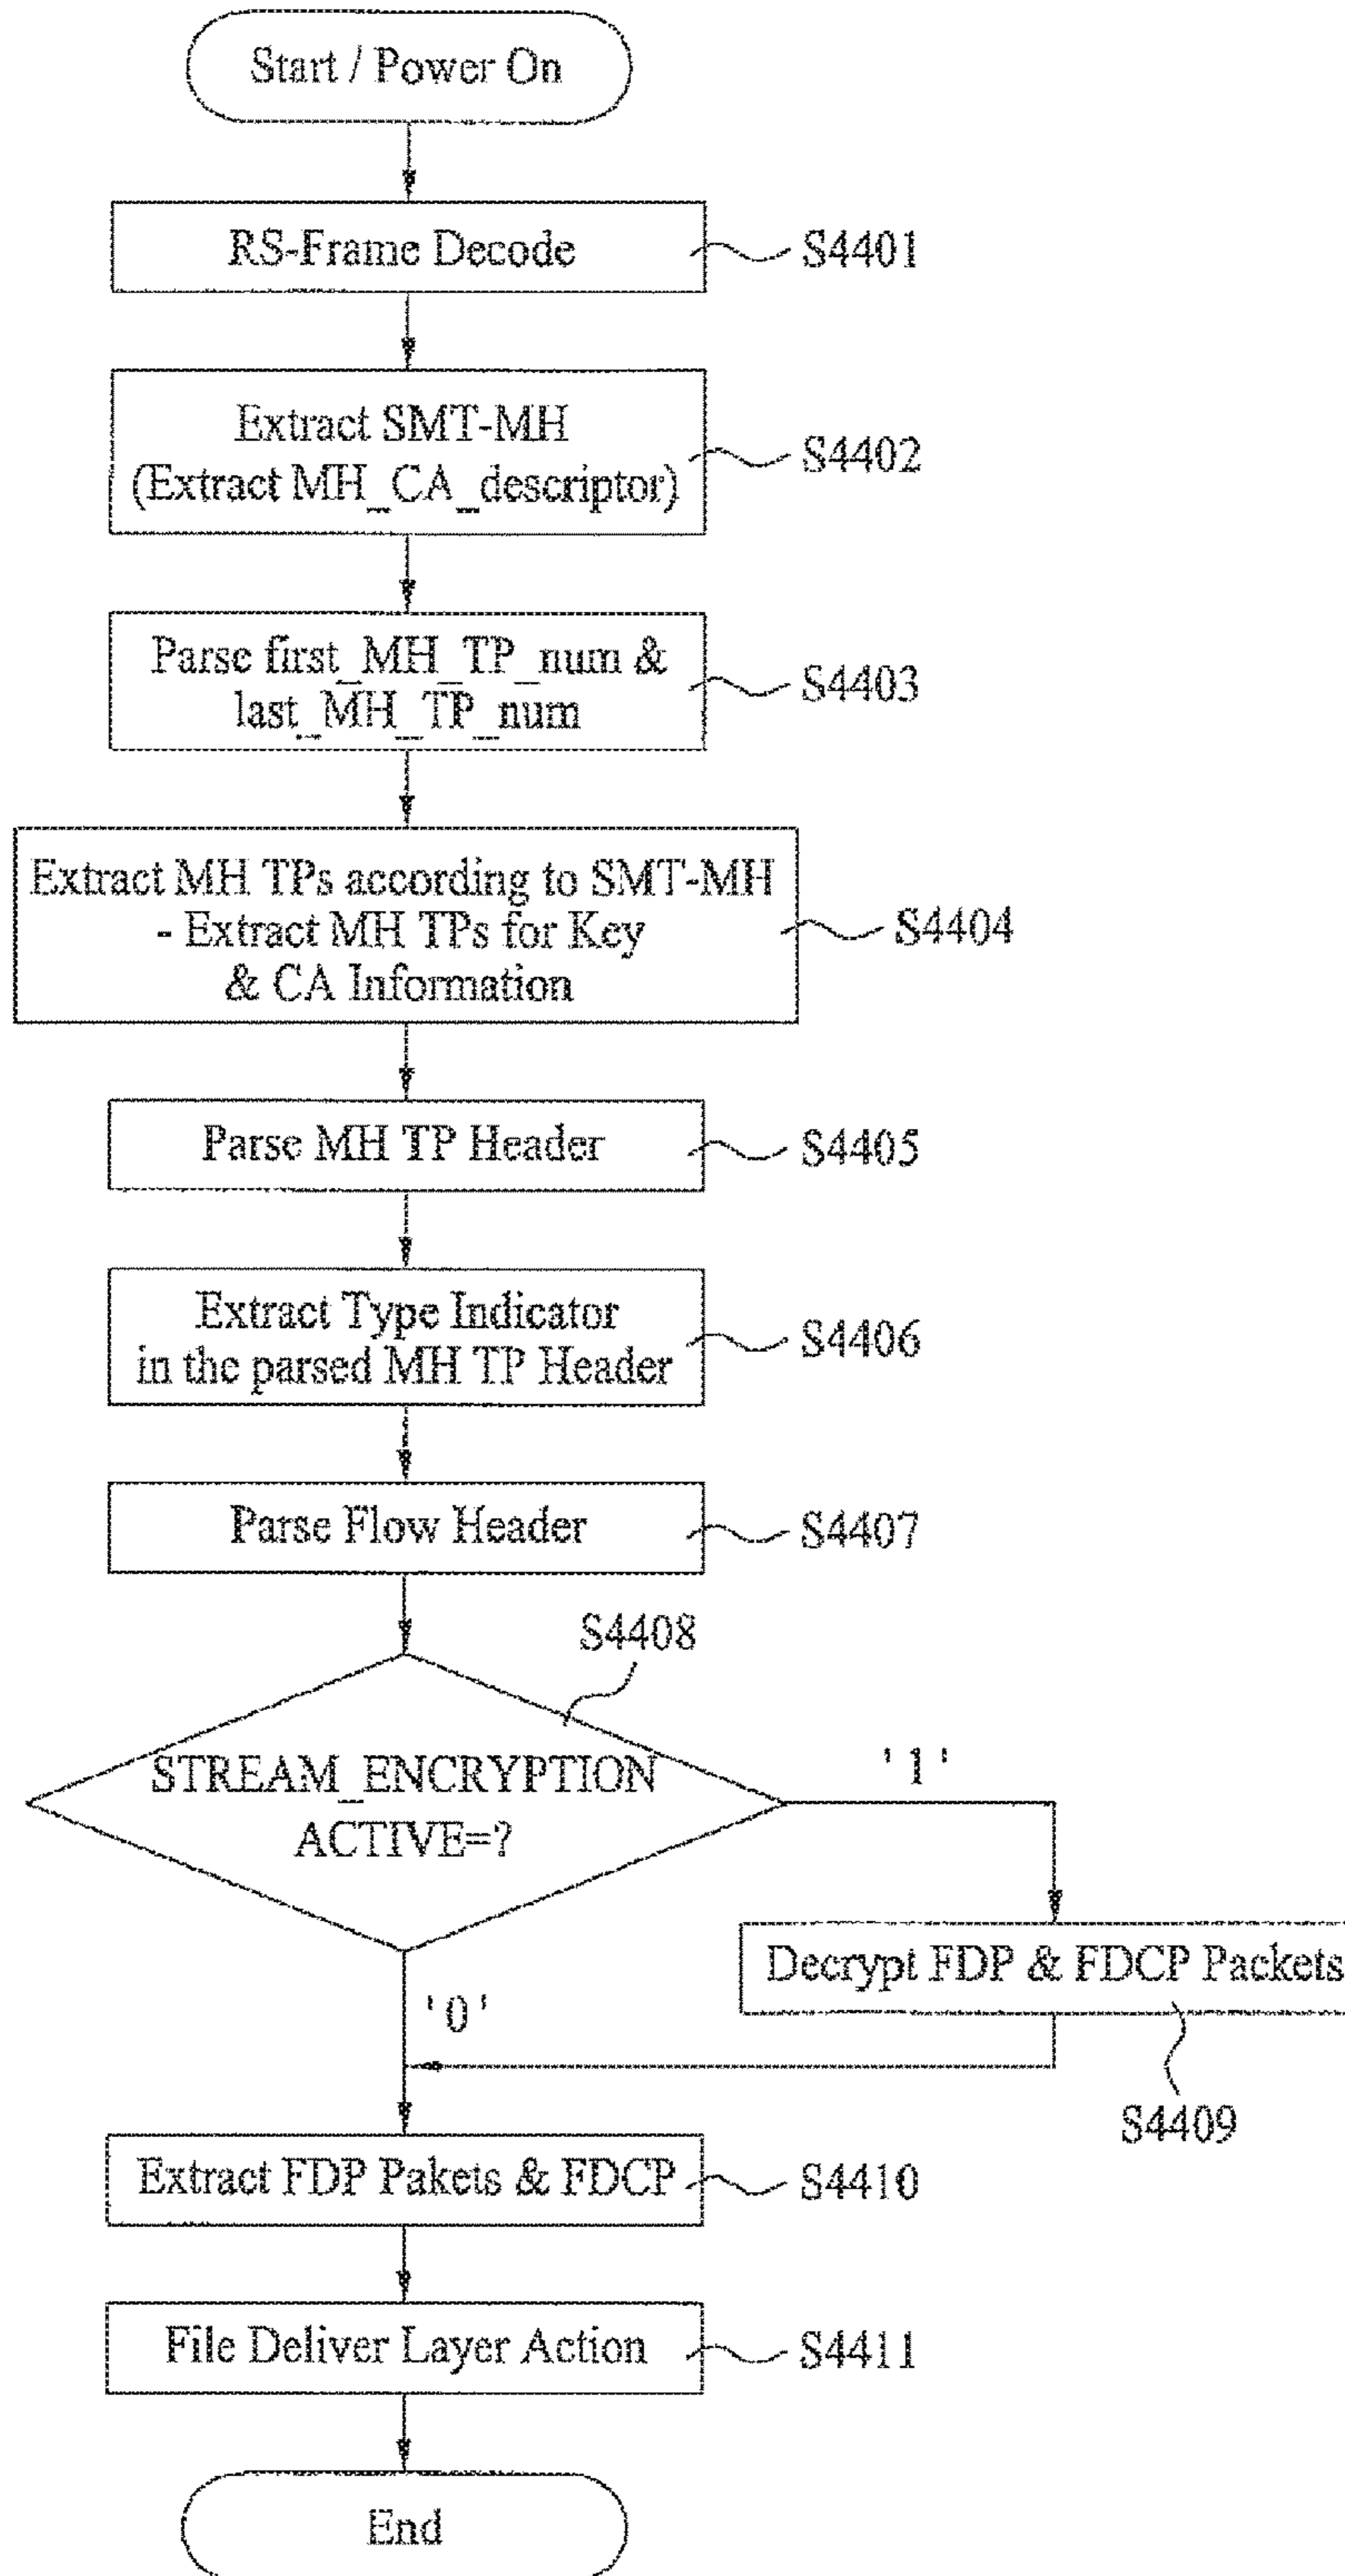 Start / Power On
RS-Frame Decode
S4401
Extract SMT-MH
(Extract MH_CA_descriptor)
S4402
Parse first_MH_TP_num &
last_MH_TP_num
S4403
Extract MH TPs according to SMT-MH
- Extract MH TPs for Key
& CA Information
S4404
Parse MH TP Header
S4405
Extract Type Indicator
in the parsed MH TP Header
S4406
Parse Flow Header
S4407
S4408
STREAM_ENCRYPTION
ACTIVE=?
'1'
Decrypt FDP & FDCP Packets
'0'
S4409
Extract FDP Pakets & FDCP
S4410
File Deliver Layer Action
S4411
End